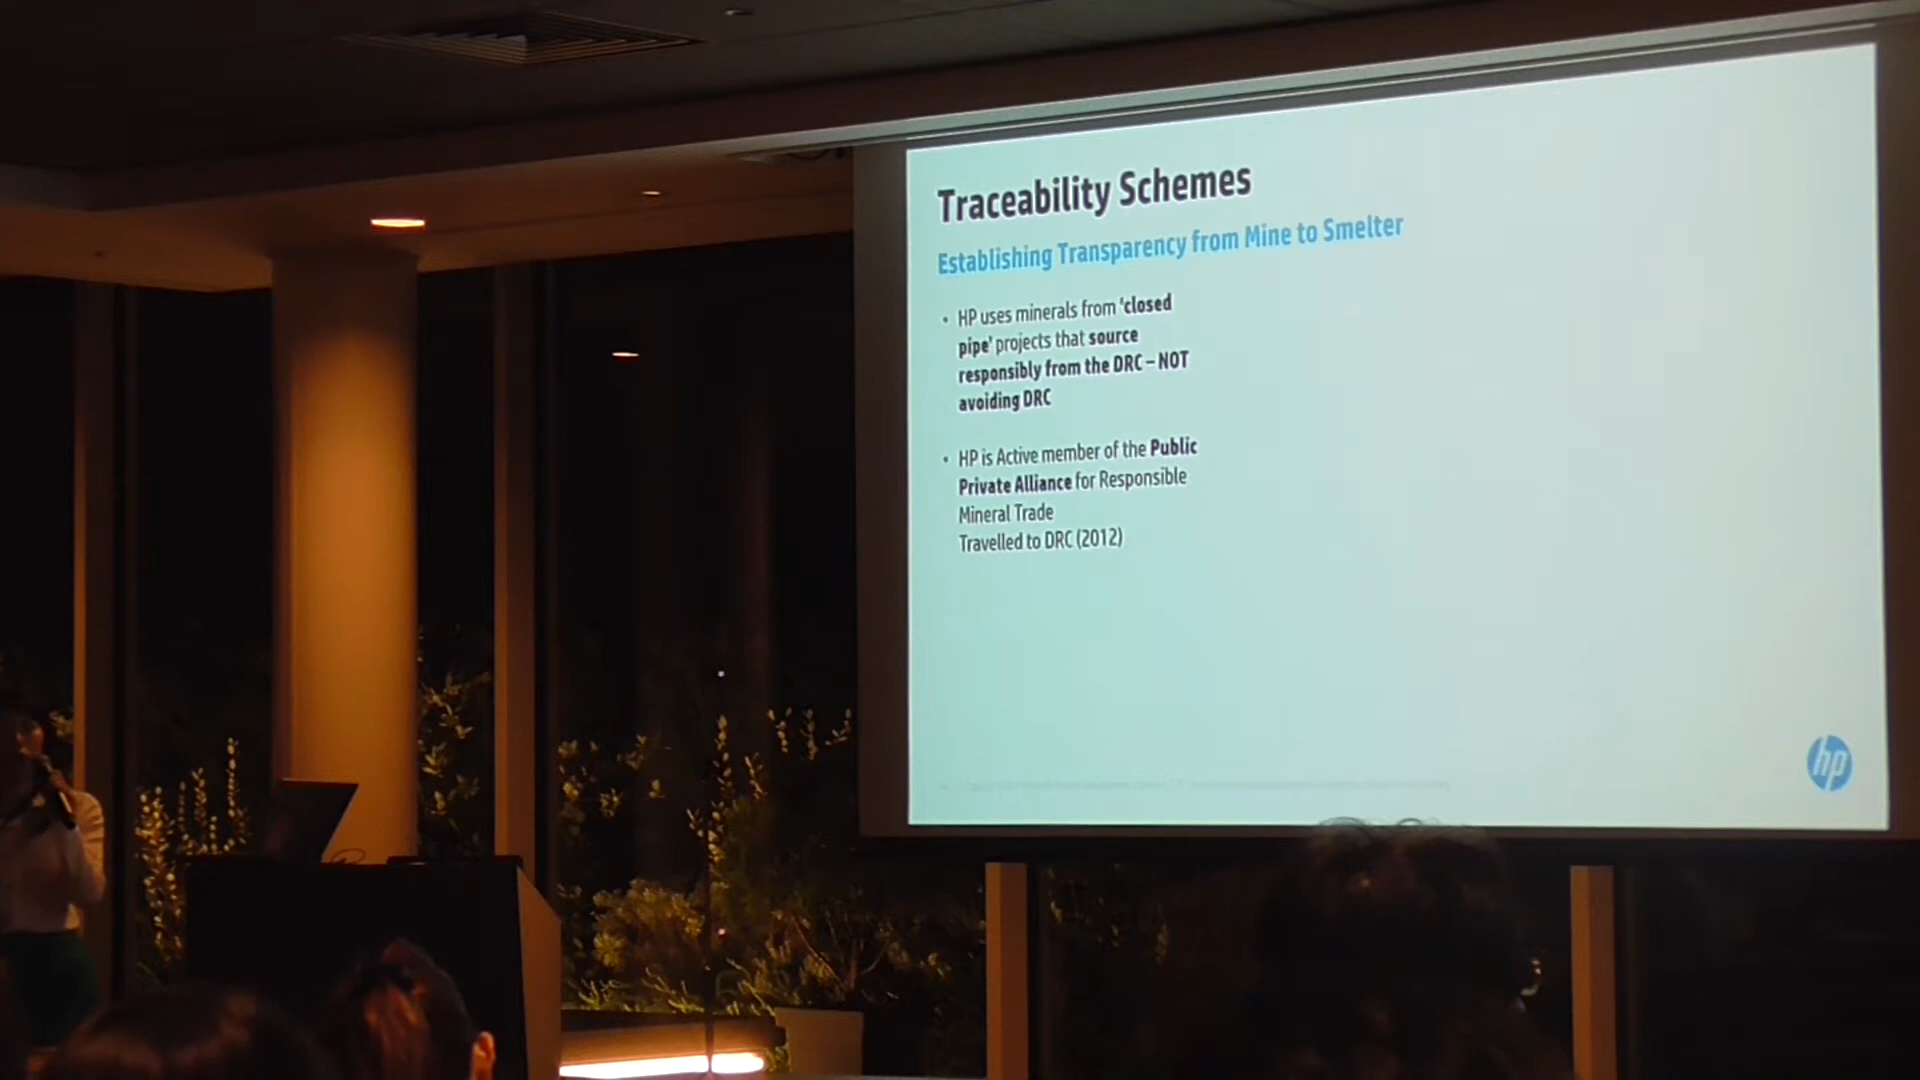 Traceability Schemes
Establishing Transparency from Mine to Smelter
• HP uses minerals from ‘closed
pipe’ projects that source
responsibly from the DRC – NOT
avoiding DRC
• HP is Active member of the Public
Private Alliance for Responsible
Mineral Trade
Travelled to DRC (2012)
hp